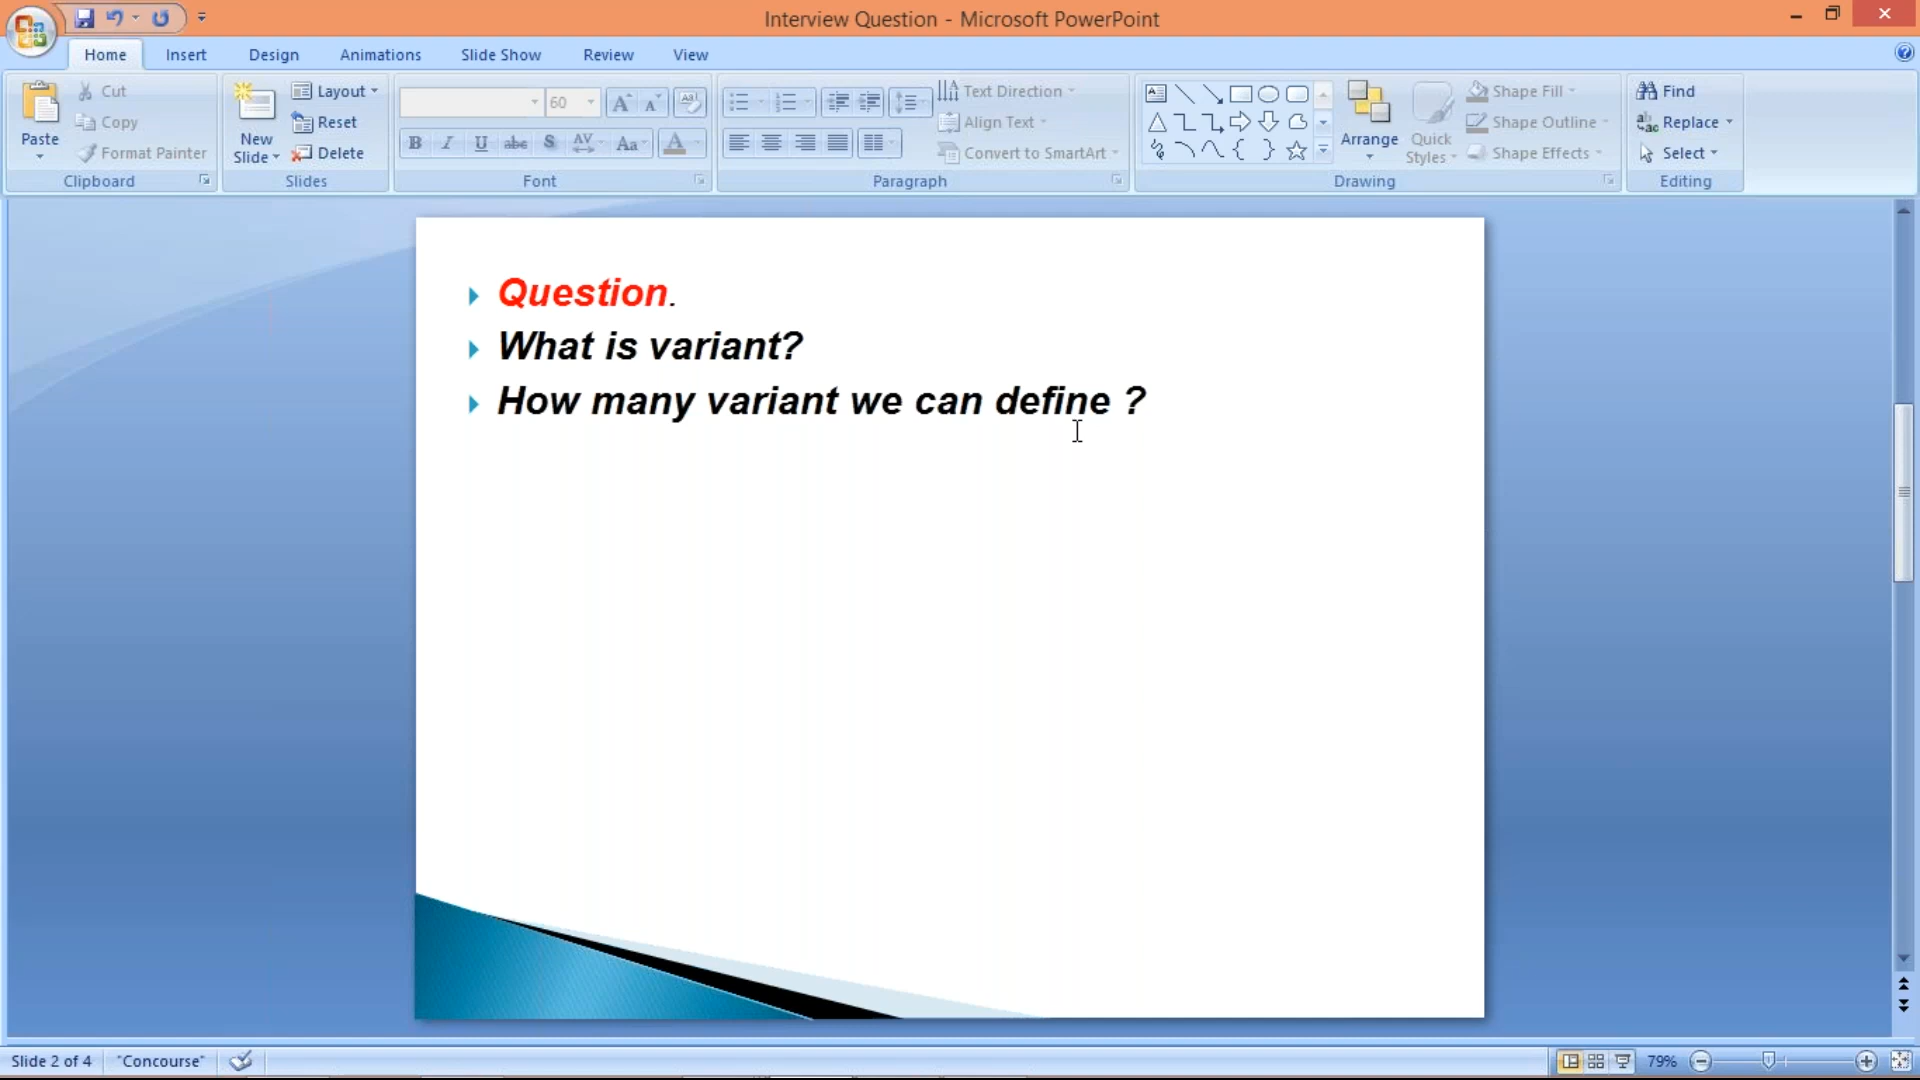 Interview Question - Microsoft PowerPoint
Home Insert Design Animations Slide Show Review View
Paste
Cut
Copy
Format Painter
Clipboard
New
Slide
Layout
Reset
Delete
Slides
60
B I U abc S AV Aa A
Font
Text Direction
Align Text
Convert to SmartArt
Paragraph
Arrange
Quick
Styles
Shape Fill
Shape Outline
Shape Effects
Drawing
Find
Replace
Select
Editing
Question.
What is variant?
How many variant we can define ?
Slide 2 of 4 "Concourse" 79%